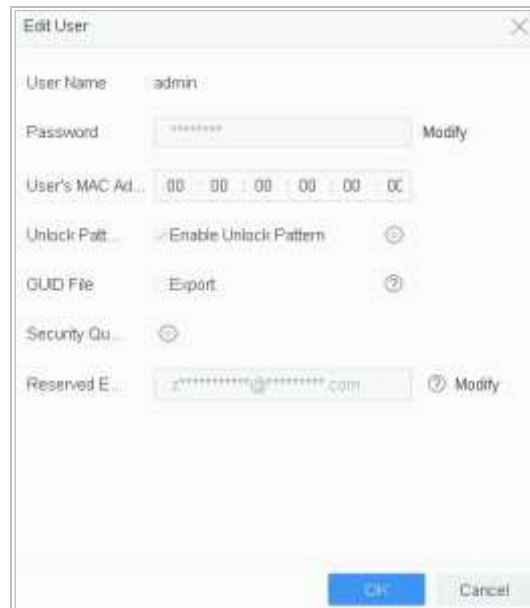 Edit User
User Name admin
Password ******** Modify
User's MAC Ad... 00 : 00 : 00 : 00 : 00 : 00
Unlock Patt... Enable Unlock Pattern
GUID File Export
Security Qu...
Reserved E... z***********@*********.com Modify
OK Cancel